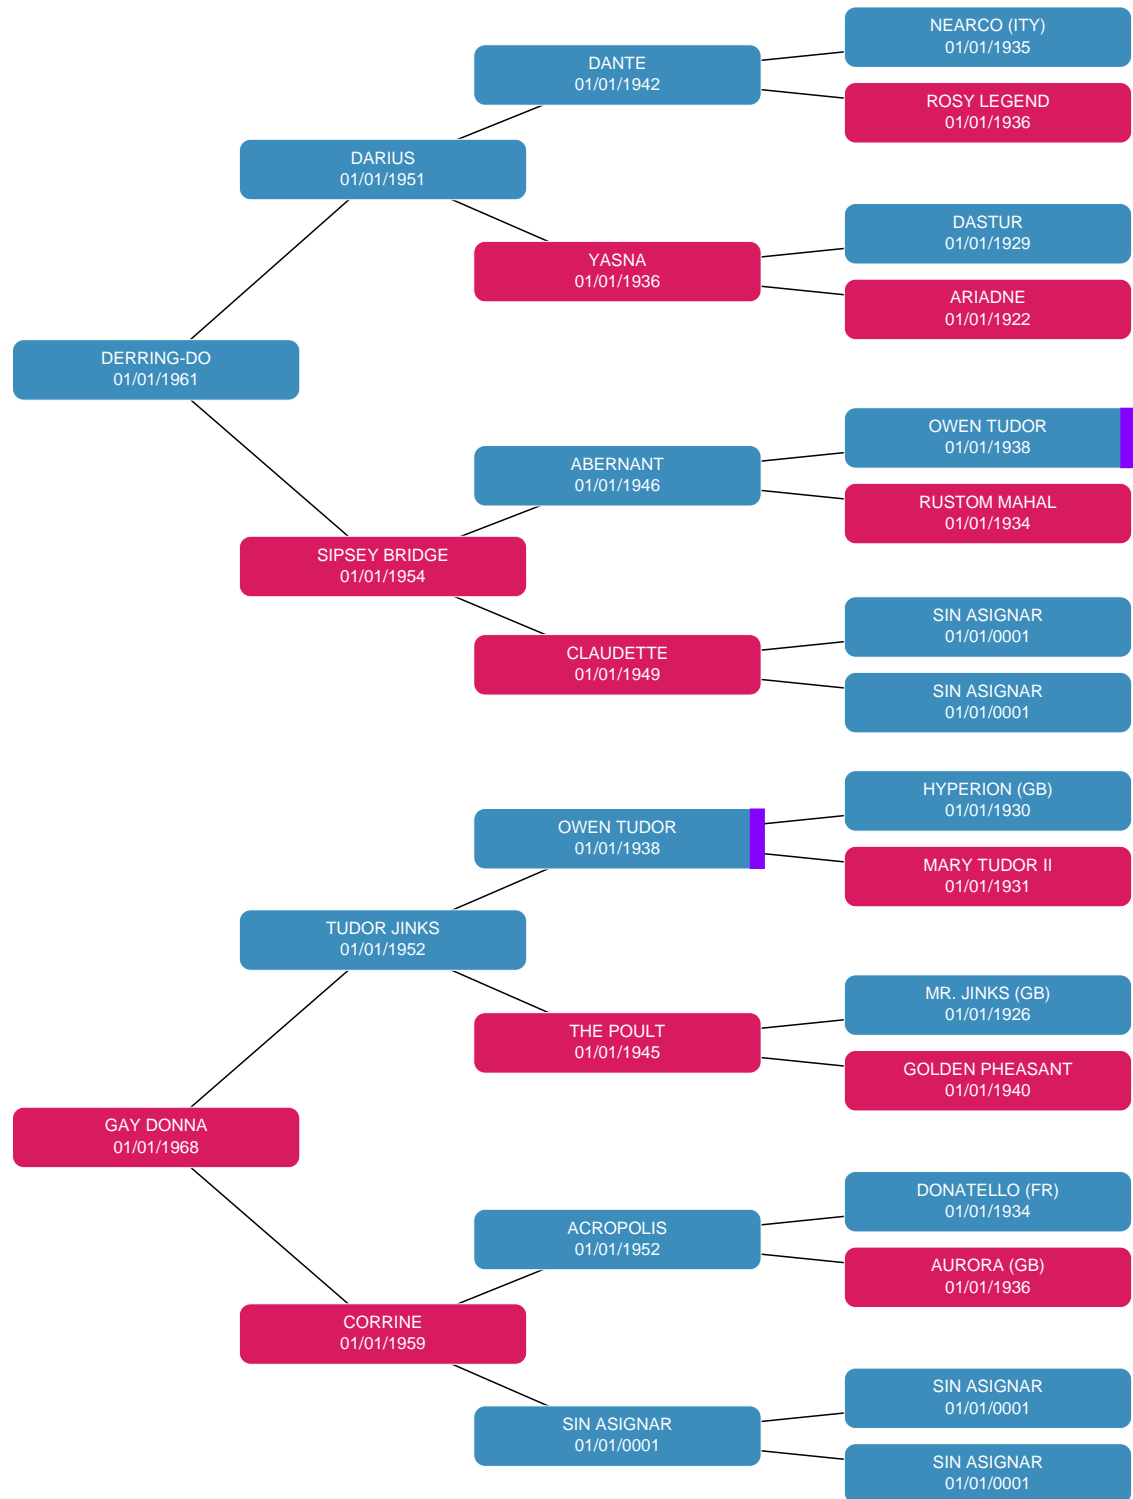 NEARCO (ITY)
01/01/1935
DANTE
01/01/1942
ROSY LEGEND
01/01/1936
DARIUS
01/01/1951
DASTUR
01/01/1929
YASNA
01/01/1936
ARIADNE
01/01/1922
DERRING-DO
01/01/1961
OWEN TUDOR
01/01/1938
ABERNANT
01/01/1946
RUSTOM MAHAL
01/01/1934
SIPSEY BRIDGE
01/01/1954
SIN ASIGNAR
01/01/0001
CLAUDETTE
01/01/1949
SIN ASIGNAR
01/01/0001
HYPERION (GB)
01/01/1930
OWEN TUDOR
01/01/1938
MARY TUDOR II
01/01/1931
TUDOR JINKS
01/01/1952
MR. JINKS (GB)
01/01/1926
THE POULT
01/01/1945
GOLDEN PHEASANT
01/01/1940
GAY DONNA
01/01/1968
DONATELLO (FR)
01/01/1934
ACROPOLIS
01/01/1952
AURORA (GB)
01/01/1936
CORRINE
01/01/1959
SIN ASIGNAR
01/01/0001
SIN ASIGNAR
01/01/0001
SIN ASIGNAR
01/01/0001